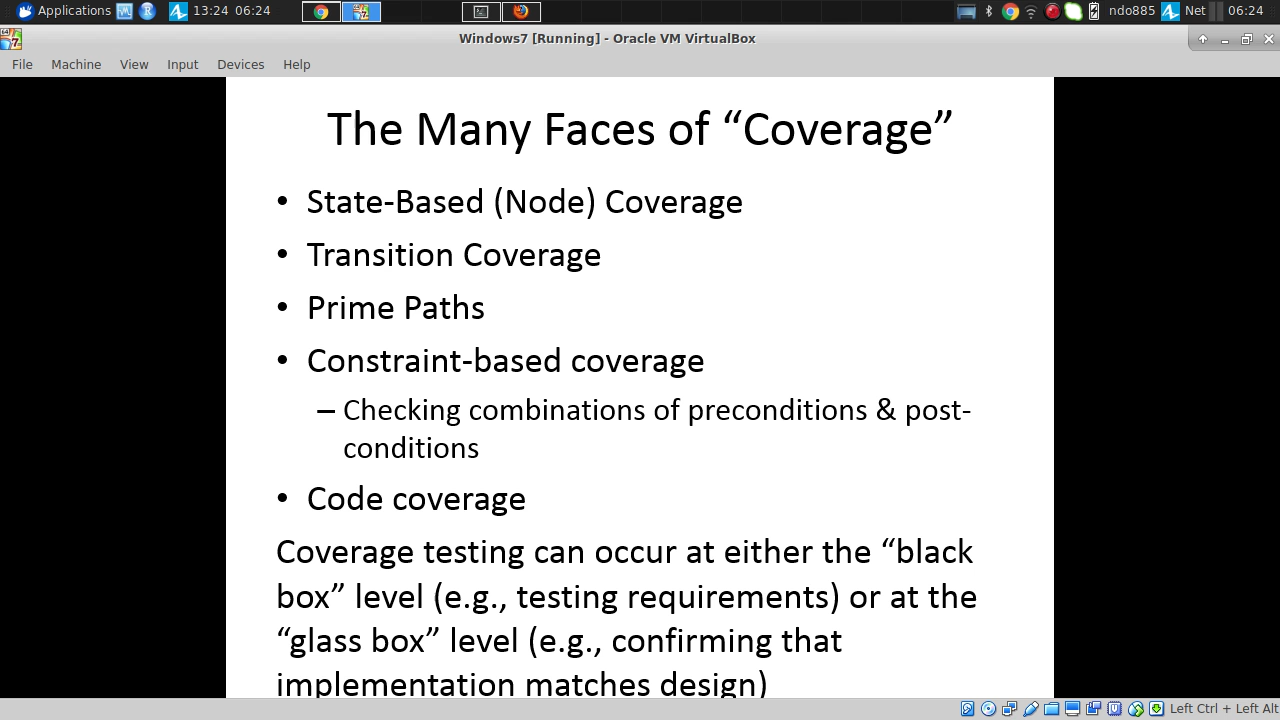 Applications 13:24 06:24 ndo885 Net 06:24
Windows7 [Running] - Oracle VM VirtualBox
File Machine View Input Devices Help
The Many Faces of “Coverage”
• State-Based (Node) Coverage
• Transition Coverage
• Prime Paths
• Constraint-based coverage
– Checking combinations of preconditions & post-
conditions
• Code coverage
Coverage testing can occur at either the “black
box” level (e.g., testing requirements) or at the
“glass box” level (e.g., confirming that
implementation matches design)
Left Ctrl + Left Alt